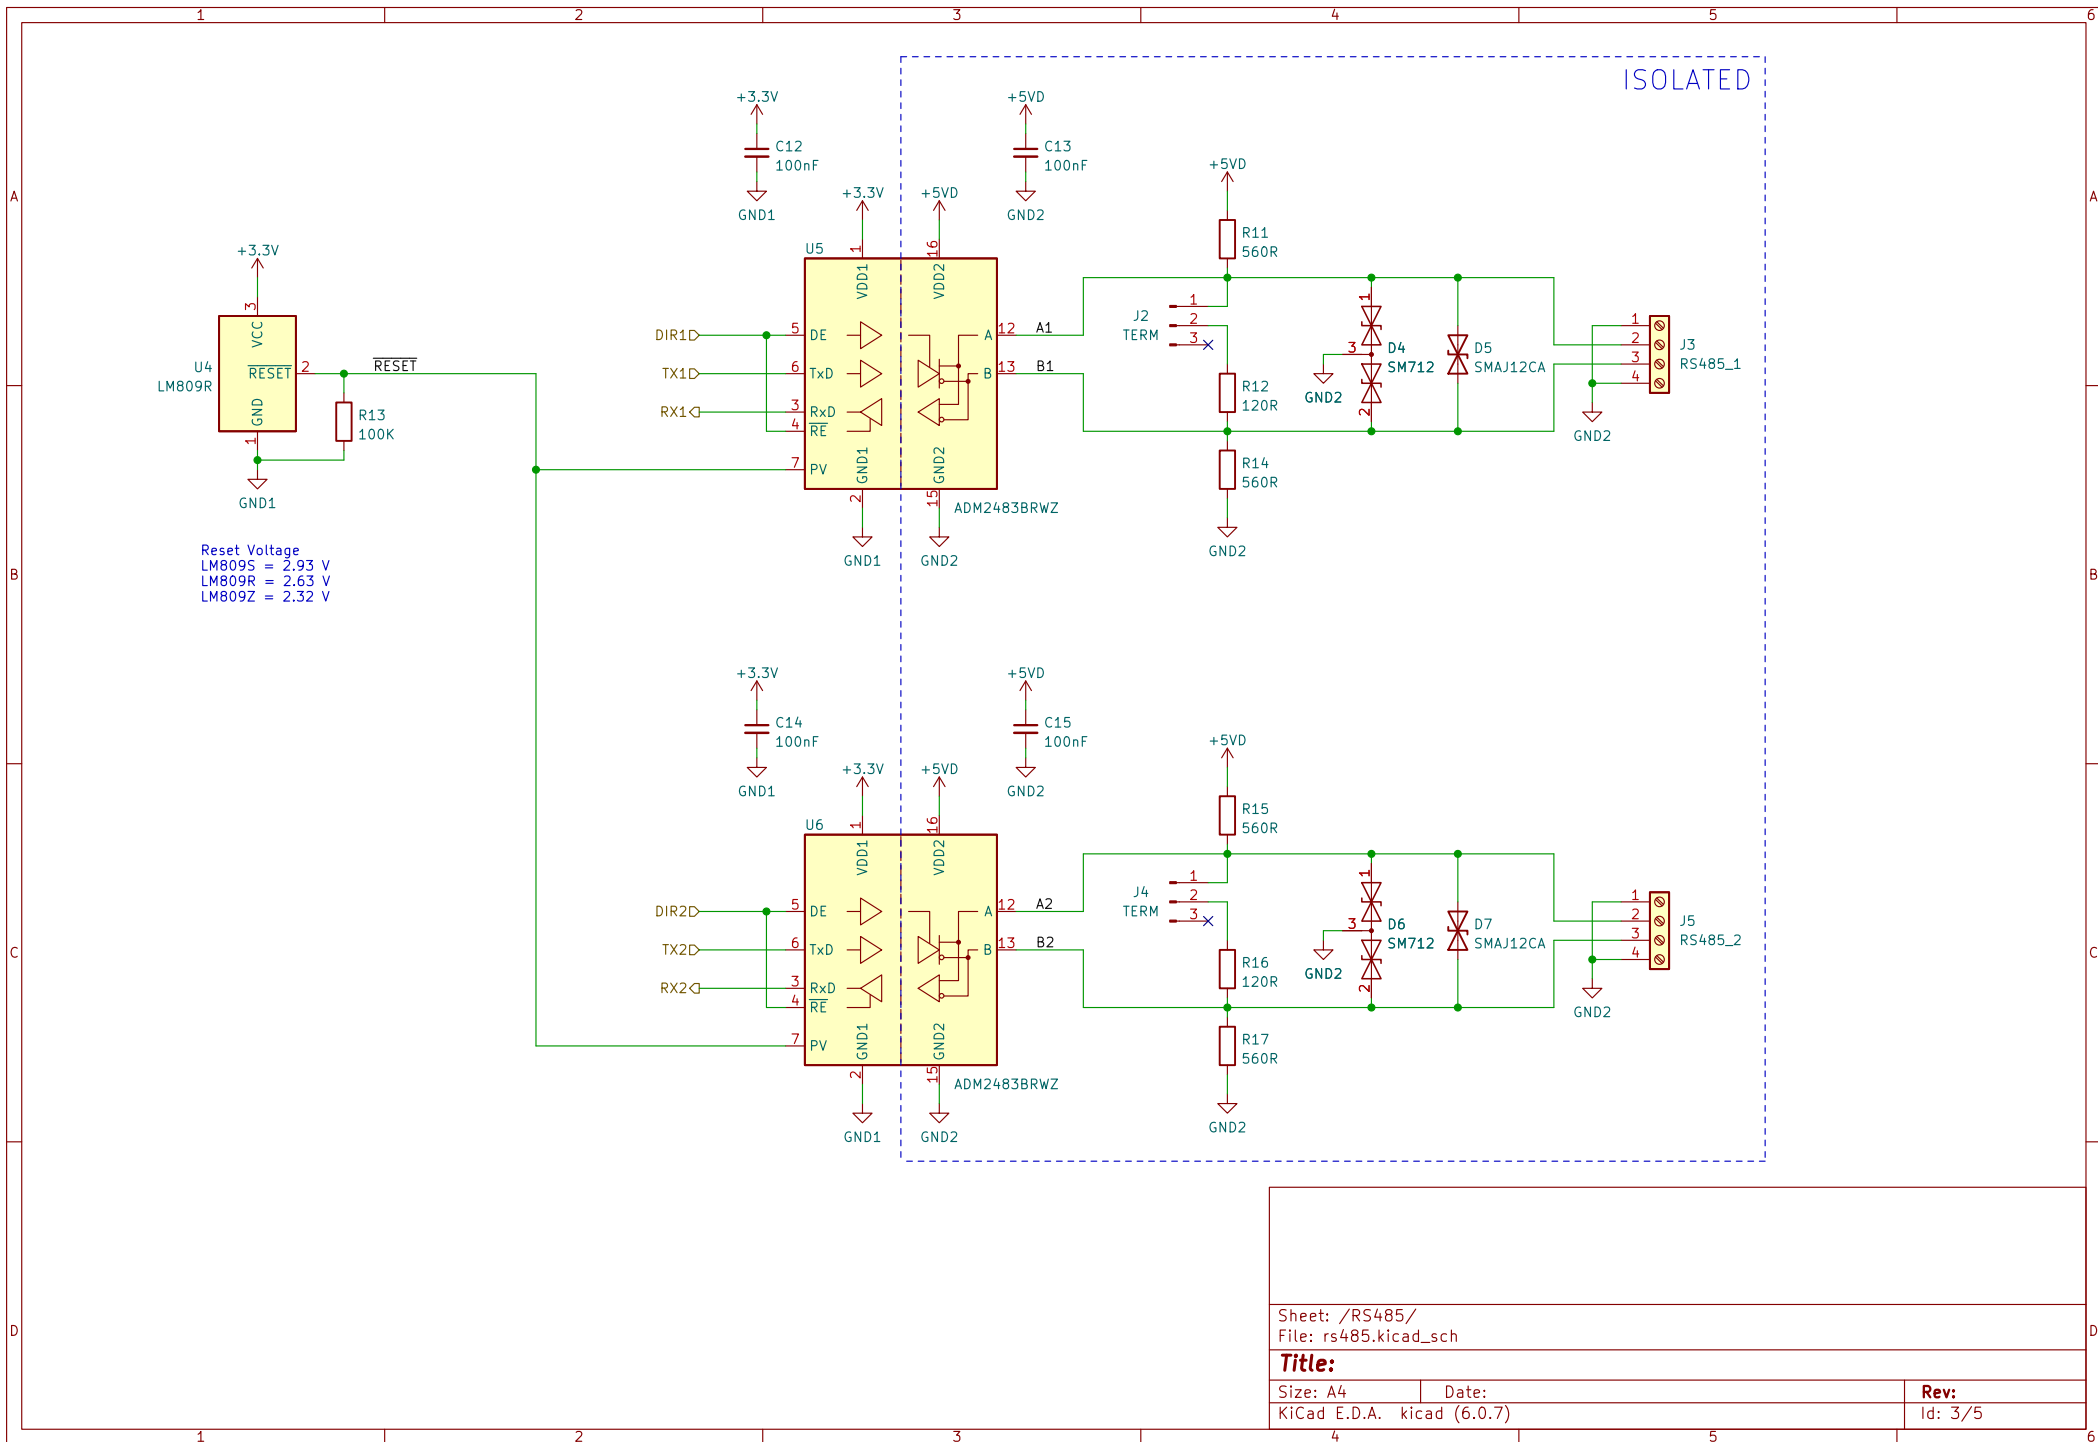 1 2 3 4 5 6
ISOLATED
+3.3V
C12
100nF
GND1
+5VD
C13
100nF
GND2
+5VD
R11
560R
A
A
+3.3V
+5VD
U5
1
VDD1
16
VDD2
DIR1
5
DE
TX1
6
TxD
RX1
3
RxD
4
RE
7
PV
GND1
2
GND1
GND2
15
GND2
A
12
A1
B
13
B1
ADM2483BRWZ
+3.3V
3
VCC
U4
LM809R
RESET
2
RESET
GND
1
GND1
R13
100K
J2
TERM
1
2
3
R12
120R
R14
560R
GND2
1
3
2
D4
SM712
GND2
D5
SMAJ12CA
1
2
3
4
J3
RS485_1
GND2
Reset Voltage
LM809S = 2.93 V
LM809R = 2.63 V
LM809Z = 2.32 V
B
B
+3.3V
C14
100nF
GND1
+5VD
C15
100nF
GND2
+5VD
R15
560R
+3.3V
+5VD
U6
1
VDD1
16
VDD2
DIR2
5
DE
TX2
6
TxD
RX2
3
RxD
4
RE
7
PV
GND1
2
GND1
GND2
15
GND2
A
12
A2
B
13
B2
ADM2483BRWZ
J4
TERM
1
2
3
R16
120R
R17
560R
GND2
1
3
2
D6
SM712
GND2
D7
SMAJ12CA
1
2
3
4
J5
RS485_2
GND2
C
C
D
D
Sheet: /RS485/
File: rs485.kicad_sch
Title:
Size: A4 Date: Rev:
KiCad E.D.A. kicad (6.0.7) Id: 3/5
1 2 3 4 5 6